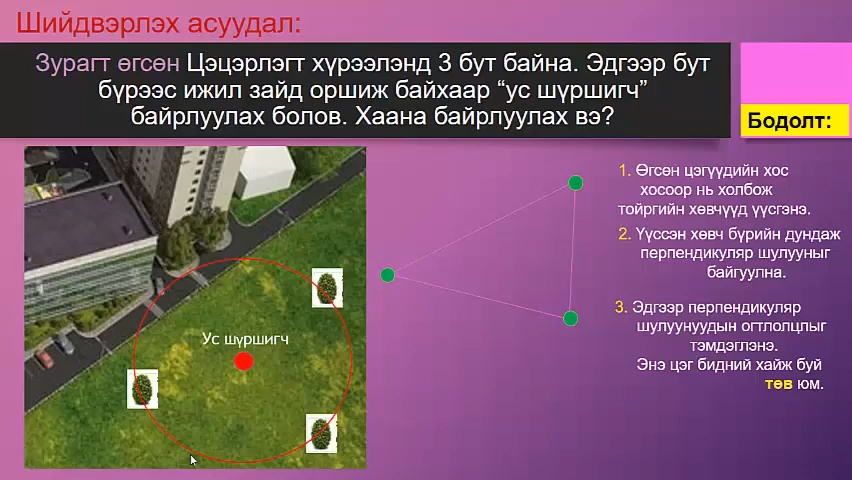 Шийдвэрлэх асуудал:
Зурагт өгсөн Цэцэрлэгт хүрээлэнд 3 бут байна. Эдгээр бут
бүрээс ижил зайд оршиж байхаар “ус шүршигч”
байрлуулах болов. Хаана байрлуулах вэ?
Бодолт:
Ус шүршигч
1. Өгсөн цэгүүдийн хос
хосоор нь холбож
тойргийн хөвчүүд үүсгэнэ.
2. Үүссэн хөвч бүрийн дундаж
перпендикуляр шулууныг
байгуулна.
3. Эдгээр перпендикуляр
шулуунуудын огтлолцлыг
тэмдэглэнэ.
Энэ цэг бидний хайж буй
төв юм.